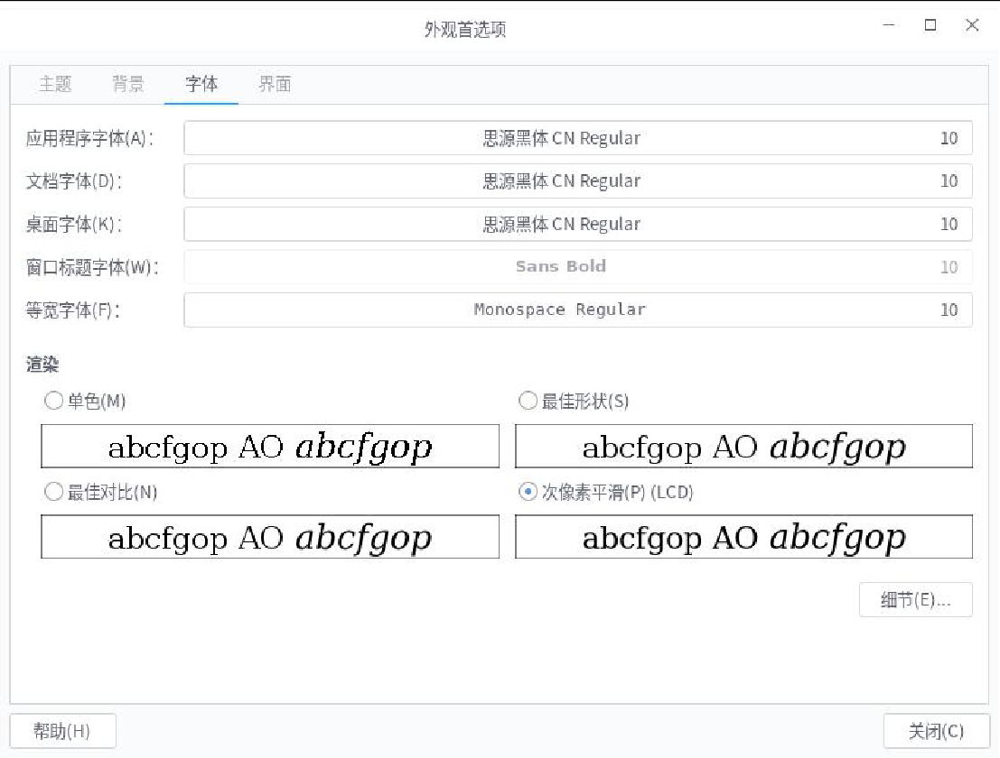 外观首选项
主题 背景 字体 界面
应用程序字体(A)： 思源黑体 CN Regular 10
文档字体(D)： 思源黑体 CN Regular 10
桌面字体(K)： 思源黑体 CN Regular 10
窗口标题字体(W)： Sans Bold 10
等宽字体(F)： Monospace Regular 10
渲染
单色(M) 最佳形状(S)
abcfgop AO abcfgop abcfgop AO abcfgop
最佳对比(N) 次像素平滑(P) (LCD)
abcfgop AO abcfgop abcfgop AO abcfgop
细节(E)...
帮助(H) 关闭(C)